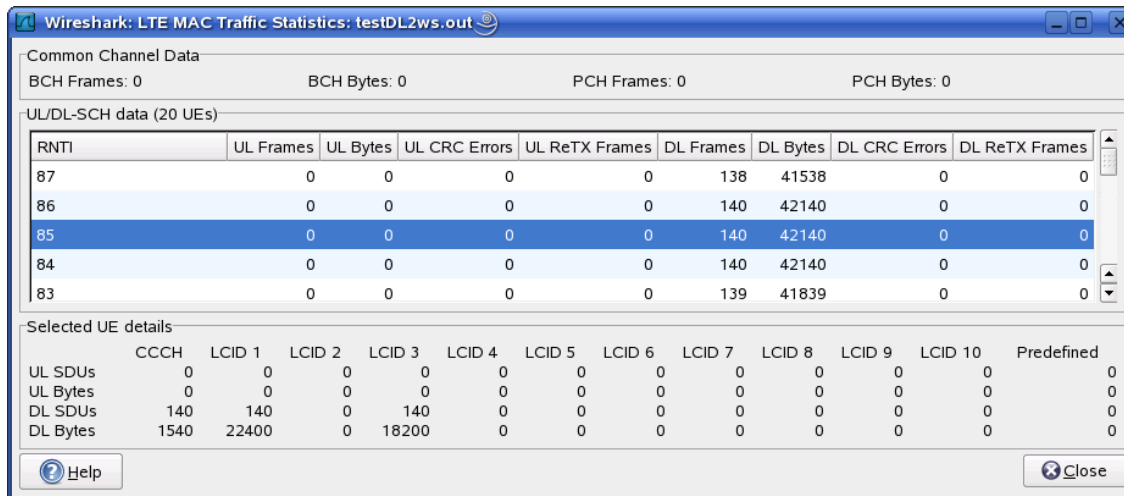 Wireshark: LTE MAC Traffic Statistics: testDL2ws.out
Common Channel Data
BCH Frames: 0 BCH Bytes: 0 PCH Frames: 0 PCH Bytes: 0
UL/DL-SCH data (20 UEs)
RNTI UL Frames UL Bytes UL CRC Errors UL ReTX Frames DL Frames DL Bytes DL CRC Errors DL ReTX Frames
87 0 0 0 0 138 41538 0 0
86 0 0 0 0 140 42140 0 0
85 0 0 0 0 140 42140 0 0
84 0 0 0 0 140 42140 0 0
83 0 0 0 0 139 41839 0 0
Selected UE details
CCCH LCID 1 LCID 2 LCID 3 LCID 4 LCID 5 LCID 6 LCID 7 LCID 8 LCID 9 LCID 10 Predefined
UL SDUs 0 0 0 0 0 0 0 0 0 0 0 0
UL Bytes 0 0 0 0 0 0 0 0 0 0 0 0
DL SDUs 140 140 0 140 0 0 0 0 0 0 0 0
DL Bytes 1540 22400 0 18200 0 0 0 0 0 0 0 0
Help Close